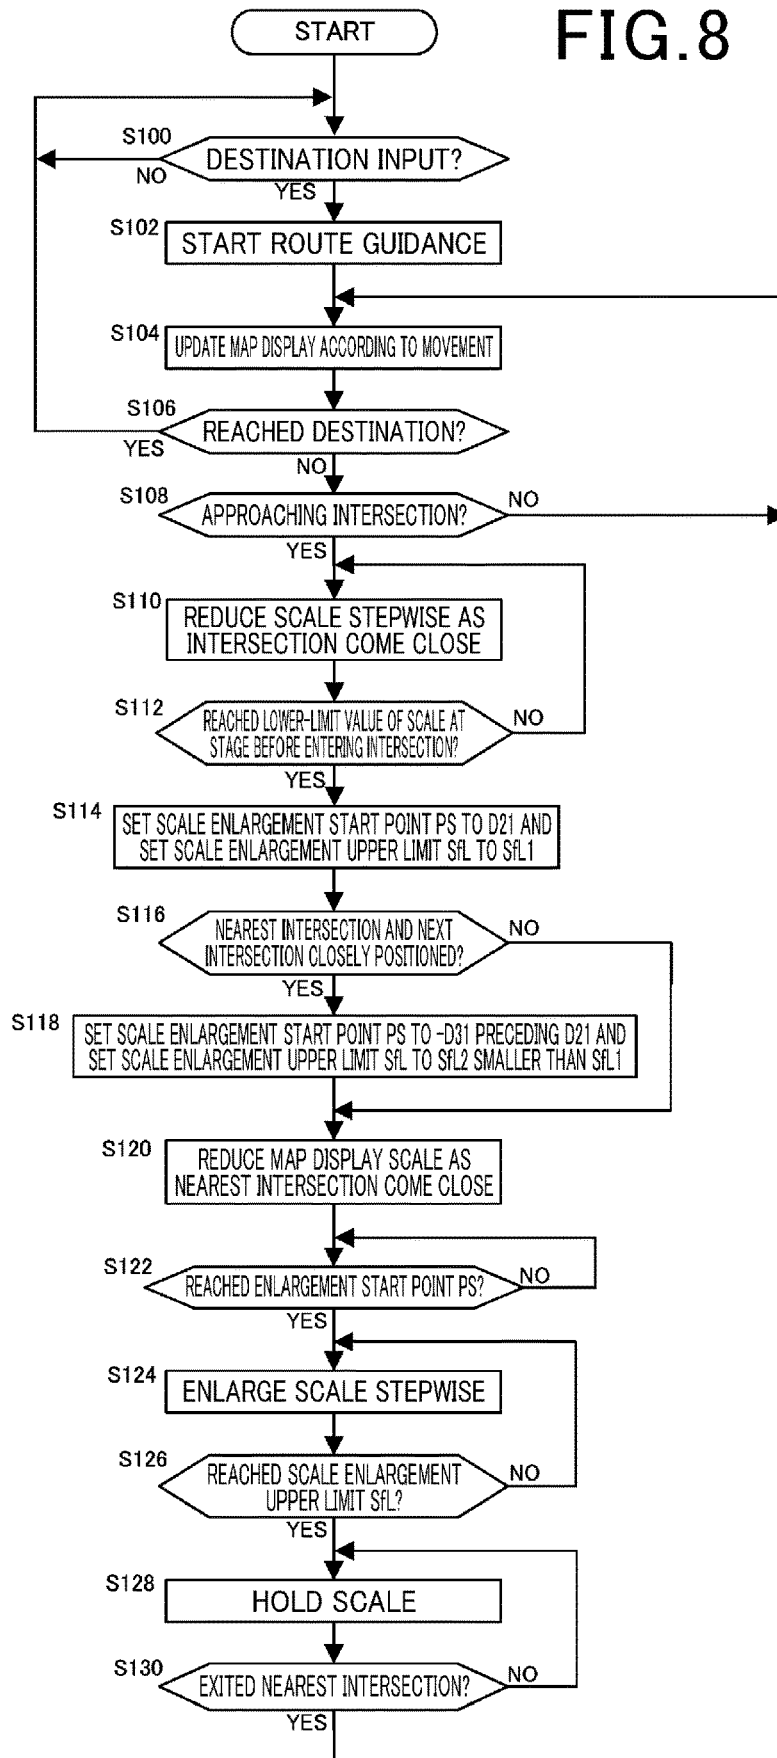 FIG.8
START
S100
DESTINATION INPUT?
NO
YES
S102
START ROUTE GUIDANCE
S104
UPDATE MAP DISPLAY ACCORDING TO MOVEMENT
S106
REACHED DESTINATION?
YES
NO
S108
APPROACHING INTERSECTION?
NO
YES
S110
REDUCE SCALE STEPWISE AS
INTERSECTION COME CLOSE
S112
REACHED LOWER-LIMIT VALUE OF SCALE AT
STAGE BEFORE ENTERING INTERSECTION?
NO
YES
S114
SET SCALE ENLARGEMENT START POINT PS TO D21 AND
SET SCALE ENLARGEMENT UPPER LIMIT SfL TO SfL1
S116
NEAREST INTERSECTION AND NEXT
INTERSECTION CLOSELY POSITIONED?
NO
YES
S118
SET SCALE ENLARGEMENT START POINT PS TO -D31 PRECEDING D21 AND
SET SCALE ENLARGEMENT UPPER LIMIT SfL TO SfL2 SMALLER THAN SfL1
S120
REDUCE MAP DISPLAY SCALE AS
NEAREST INTERSECTION COME CLOSE
S122
REACHED ENLARGEMENT START POINT PS?
NO
YES
S124
ENLARGE SCALE STEPWISE
S126
REACHED SCALE ENLARGEMENT
UPPER LIMIT SfL?
NO
YES
S128
HOLD SCALE
S130
EXITED NEAREST INTERSECTION?
NO
YES